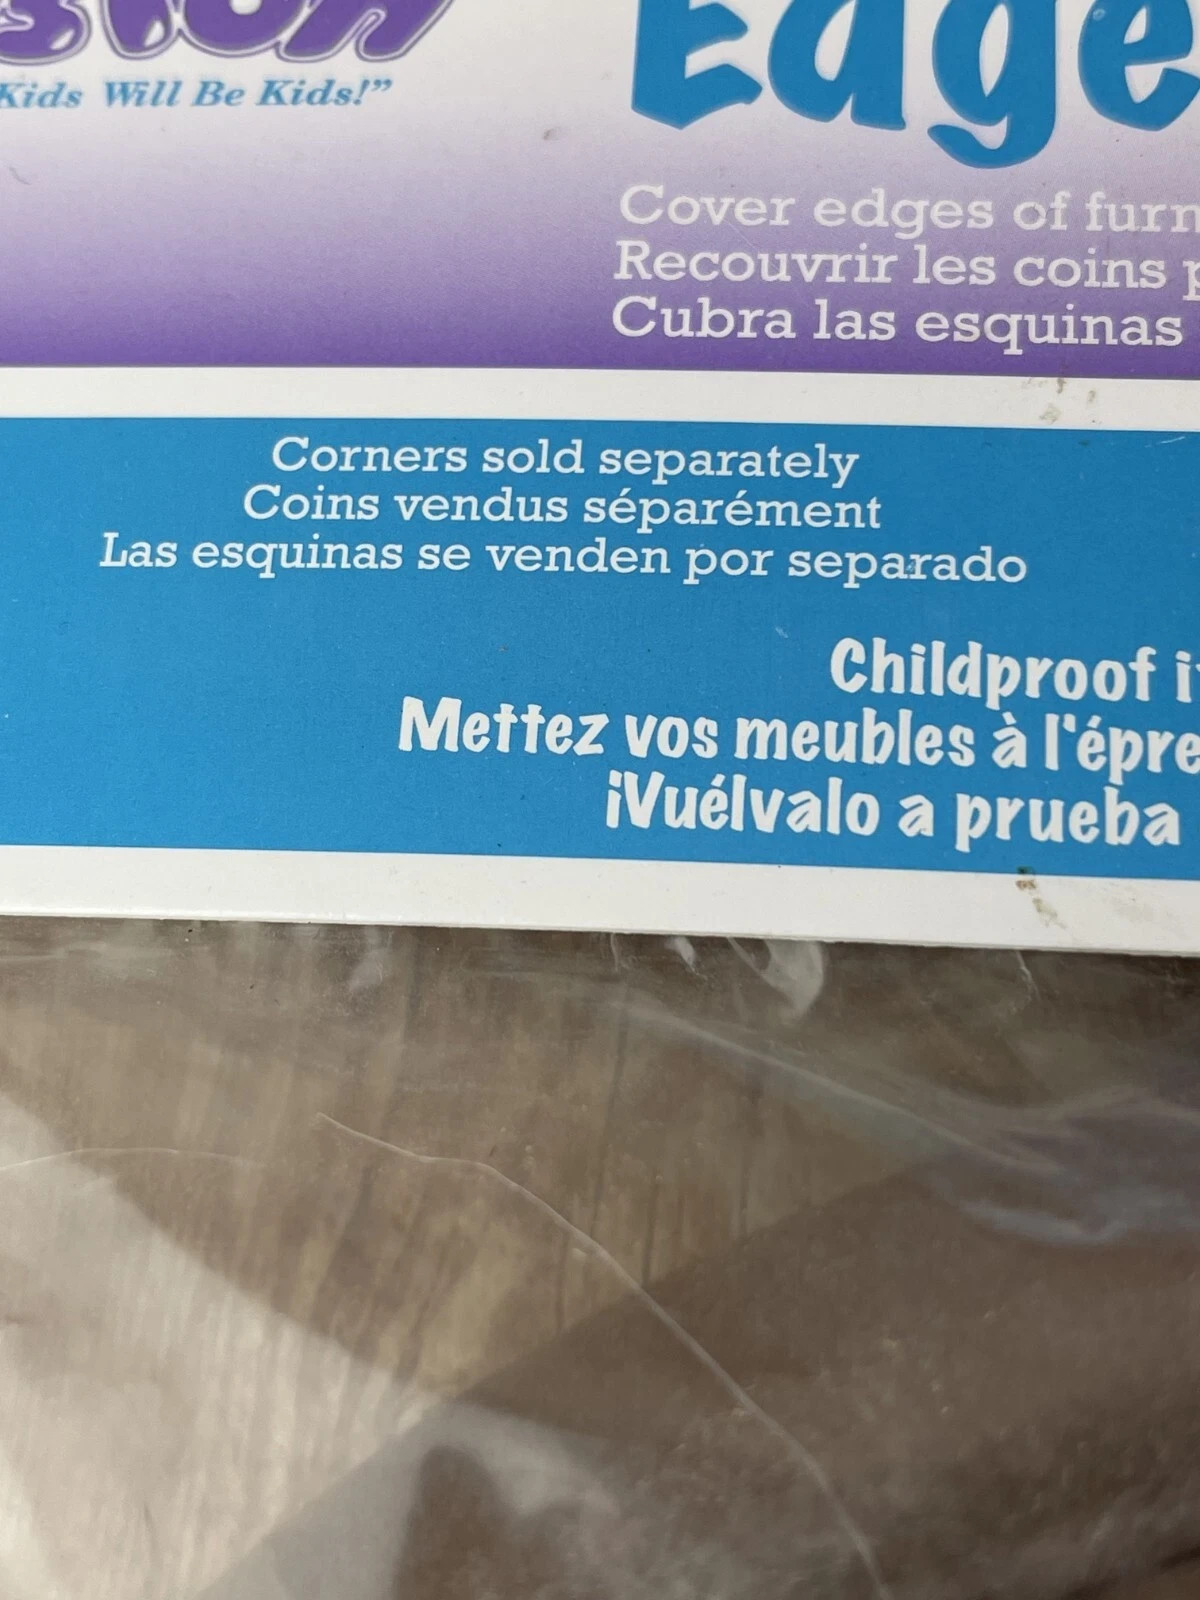 Kids Will Be Kids!”
Edge
Cover edges of furn
Recouvrir les coins p
Cubra las esquinas
Corners sold separately
Coins vendus séparément
Las esquinas se venden por separado
Childproof it
Mettez vos meubles à l'épre
¡Vuélvalo a prueba